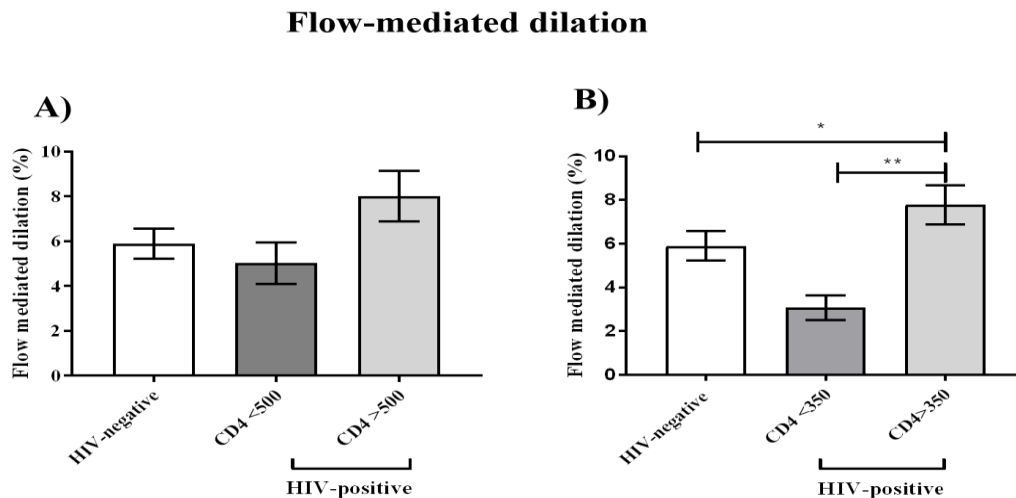 Flow-mediated dilation
A)
Flow mediated dilation (%)
10
8
6
4
2
0
HIV-negative
CD4 <500
CD4 >500
HIV-positive
B)
Flow mediated dilation (%)
10
8
6
4
2
0
*
**
HIV-negative
CD4 <350
CD4>350
HIV-positive